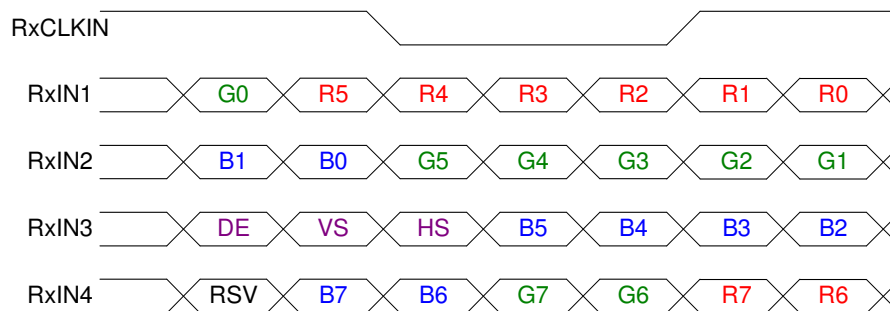 RxCLKIN
RxIN1 G0 R5 R4 R3 R2 R1 R0
RxIN2 B1 B0 G5 G4 G3 G2 G1
RxIN3 DE VS HS B5 B4 B3 B2
RxIN4 RSV B7 B6 G7 G6 R7 R6